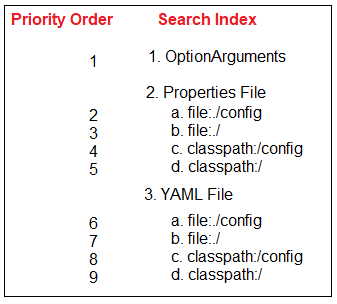 Priority Order Search Index
1 1. OptionArguments
2. Properties File
2 a. file:./config
3 b. file:./
4 c. classpath:/config
5 d. classpath:/
3. YAML File
6 a. file:./config
7 b. file:./
8 c. classpath:/config
9 d. classpath:/